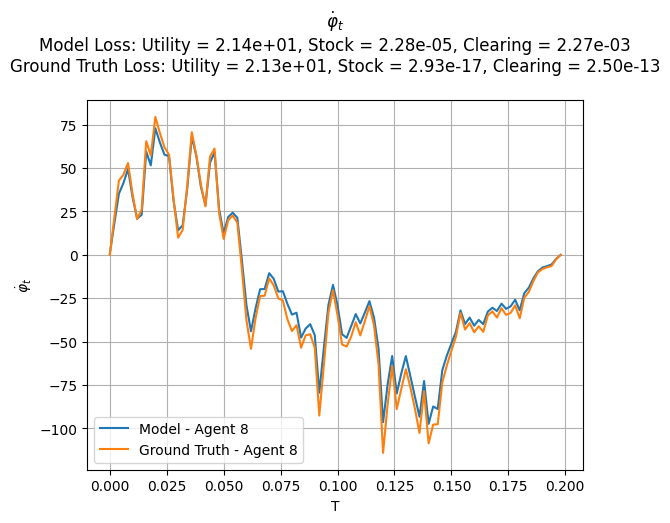 φ̇ₜ
Model Loss: Utility = 2.14e+01, Stock = 2.28e-05, Clearing = 2.27e-03
Ground Truth Loss: Utility = 2.13e+01, Stock = 2.93e-17, Clearing = 2.50e-13
75
50
25
0
−25
−50
−75
−100
φ̇ₜ
Model - Agent 8
Ground Truth - Agent 8
0.000 0.025 0.050 0.075 0.100 0.125 0.150 0.175 0.200
T